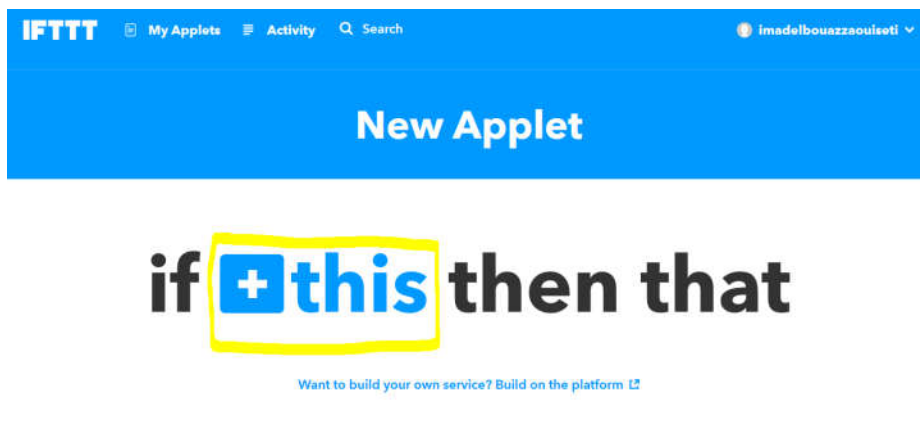 IFTTT My Applets Activity Search imadelbouazzaouiseti
New Applet
if this then that
Want to build your own service? Build on the platform